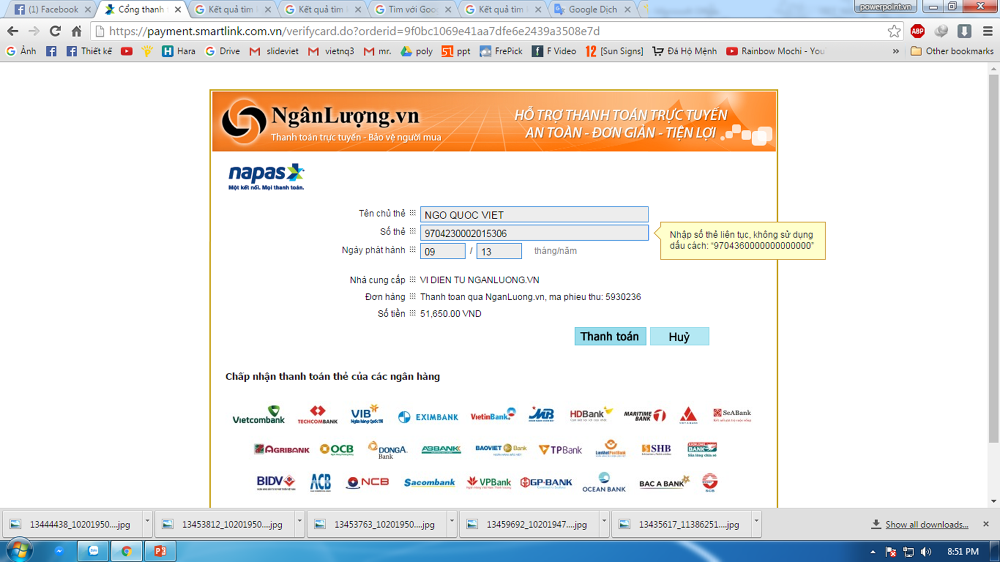 (1) Facebook
Cổng thanh t
Kết quả tìm k
Kết quả tìm k
Tìm với Goog
Kết quả tìm k
Google Dịch
powerpoint.vn
https://payment.smartlink.com.vn/verifycard.do?orderid=9f0bc1069e41aa7dfe6e2439a3508e7d
ABP
Ảnh
Thiết kế
Hara
Drive
slideviet
vietnq3
mr.
poly
ppt
FrePick
F Video
12 [Sun Signs]
Đá Hộ Mệnh
Rainbow Mochi - You
» Other bookmarks
NgânLượng.vn
Thanh toán trực tuyến - Bảo vệ người mua
HỖ TRỢ THANH TOÁN TRỰC TUYẾN
AN TOÀN - ĐƠN GIẢN - TIỆN LỢI
napas
Một kết nối. Mọi thanh toán.
Tên chủ thẻ NGO QUOC VIET
Số thẻ 9704230002015306
Nhập số thẻ liên tục, không sử dụng
dấu cách: “9704360000000000000”
Ngày phát hành 09 / 13 tháng/năm
Nhà cung cấp VI DIEN TU NGANLUONG.VN
Đơn hàng Thanh toan qua NganLuong.vn, ma phieu thu: 5930236
Số tiền 51,650.00 VND
Thanh toán Huỷ
Chấp nhận thanh toán thẻ của các ngân hàng
Vietcombank TECHCOMBANK VIB EXIMBANK VietinBank MB HDBank MARITIME BANK SeABank
AGRIBANK OCB DONGA Bank ABBANK BAOVIET Bank TPBank LienVietPostBank SHB KIENLONG BANK
BIDV ACB NCB Sacombank VPBank GP-BANK OCEAN BANK BAC A BANK SCB
13444438_10201950....jpg
13453812_10201950....jpg
13453763_10201950....jpg
13459692_10201947....jpg
13435617_11386251....jpg
Show all downloads...
8:51 PM